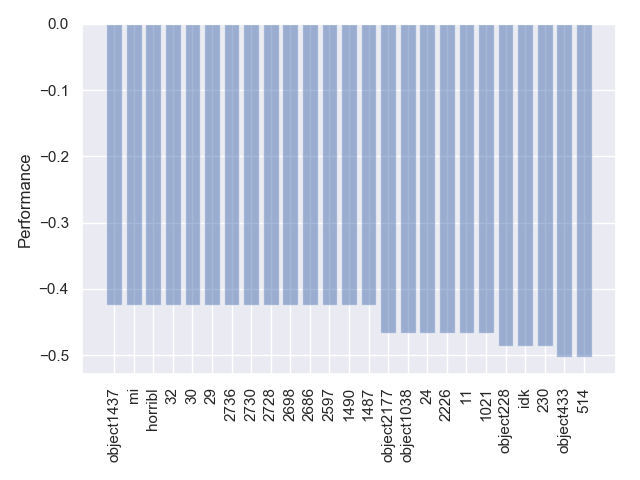 0.0
−0.1
−0.2
−0.3
−0.4
−0.5
Performance
object1437
mi
horribl
32
30
29
2736
2730
2728
2698
2686
2597
1490
1487
object2177
object1038
24
2226
11
1021
object228
idk
230
object433
514